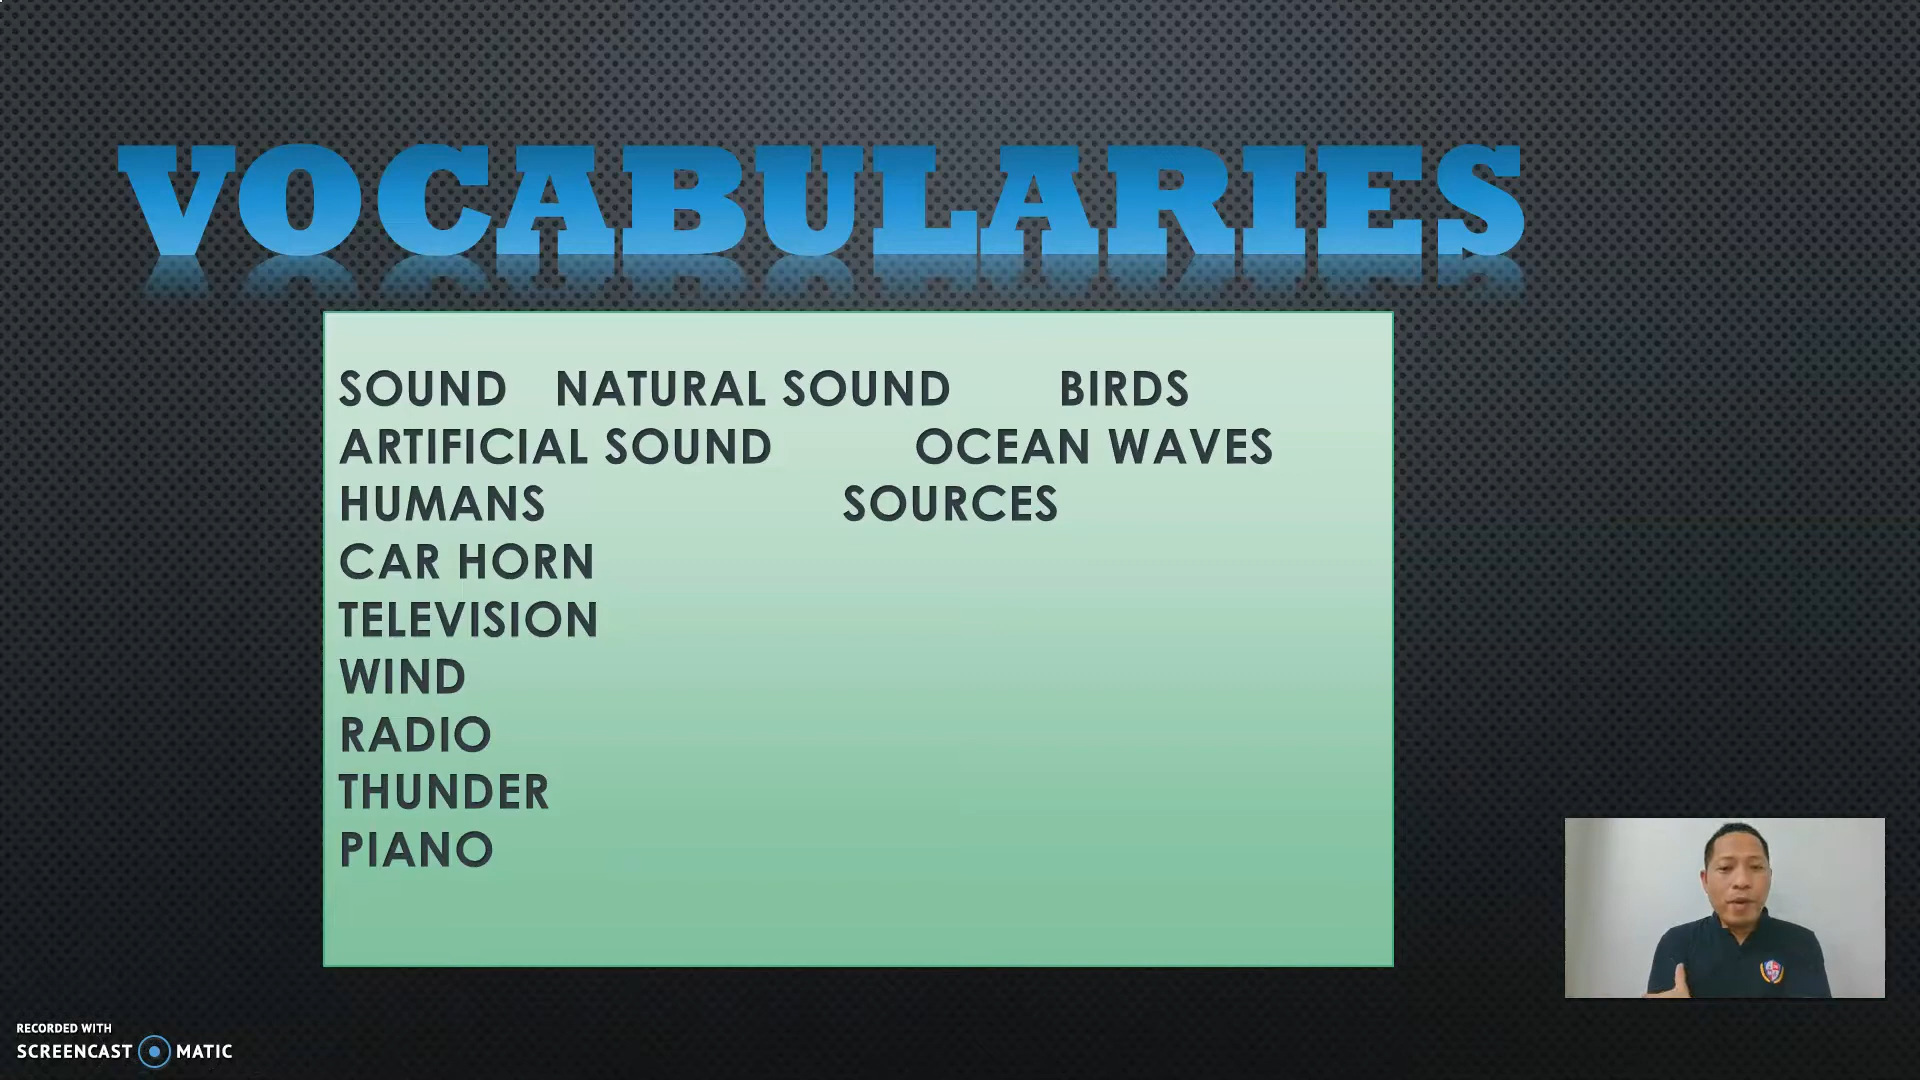 VOCABULARIES
SOUND NATURAL SOUND BIRDS
ARTIFICIAL SOUND OCEAN WAVES
HUMANS SOURCES
CAR HORN
TELEVISION
WIND
RADIO
THUNDER
PIANO
RECORDED WITH
SCREENCAST MATIC